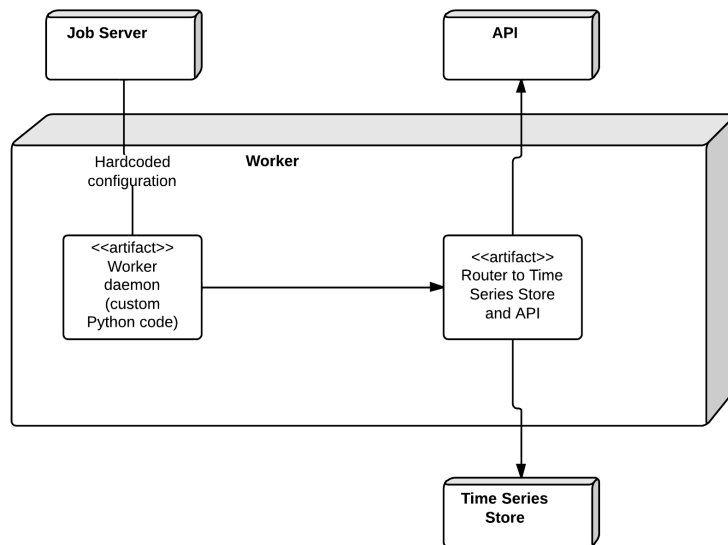 Job Server
API
Hardcoded
configuration
Worker
<<artifact>>
Worker
daemon
(custom
Python code)
<<artifact>>
Router to Time
Series Store
and API
Time Series
Store